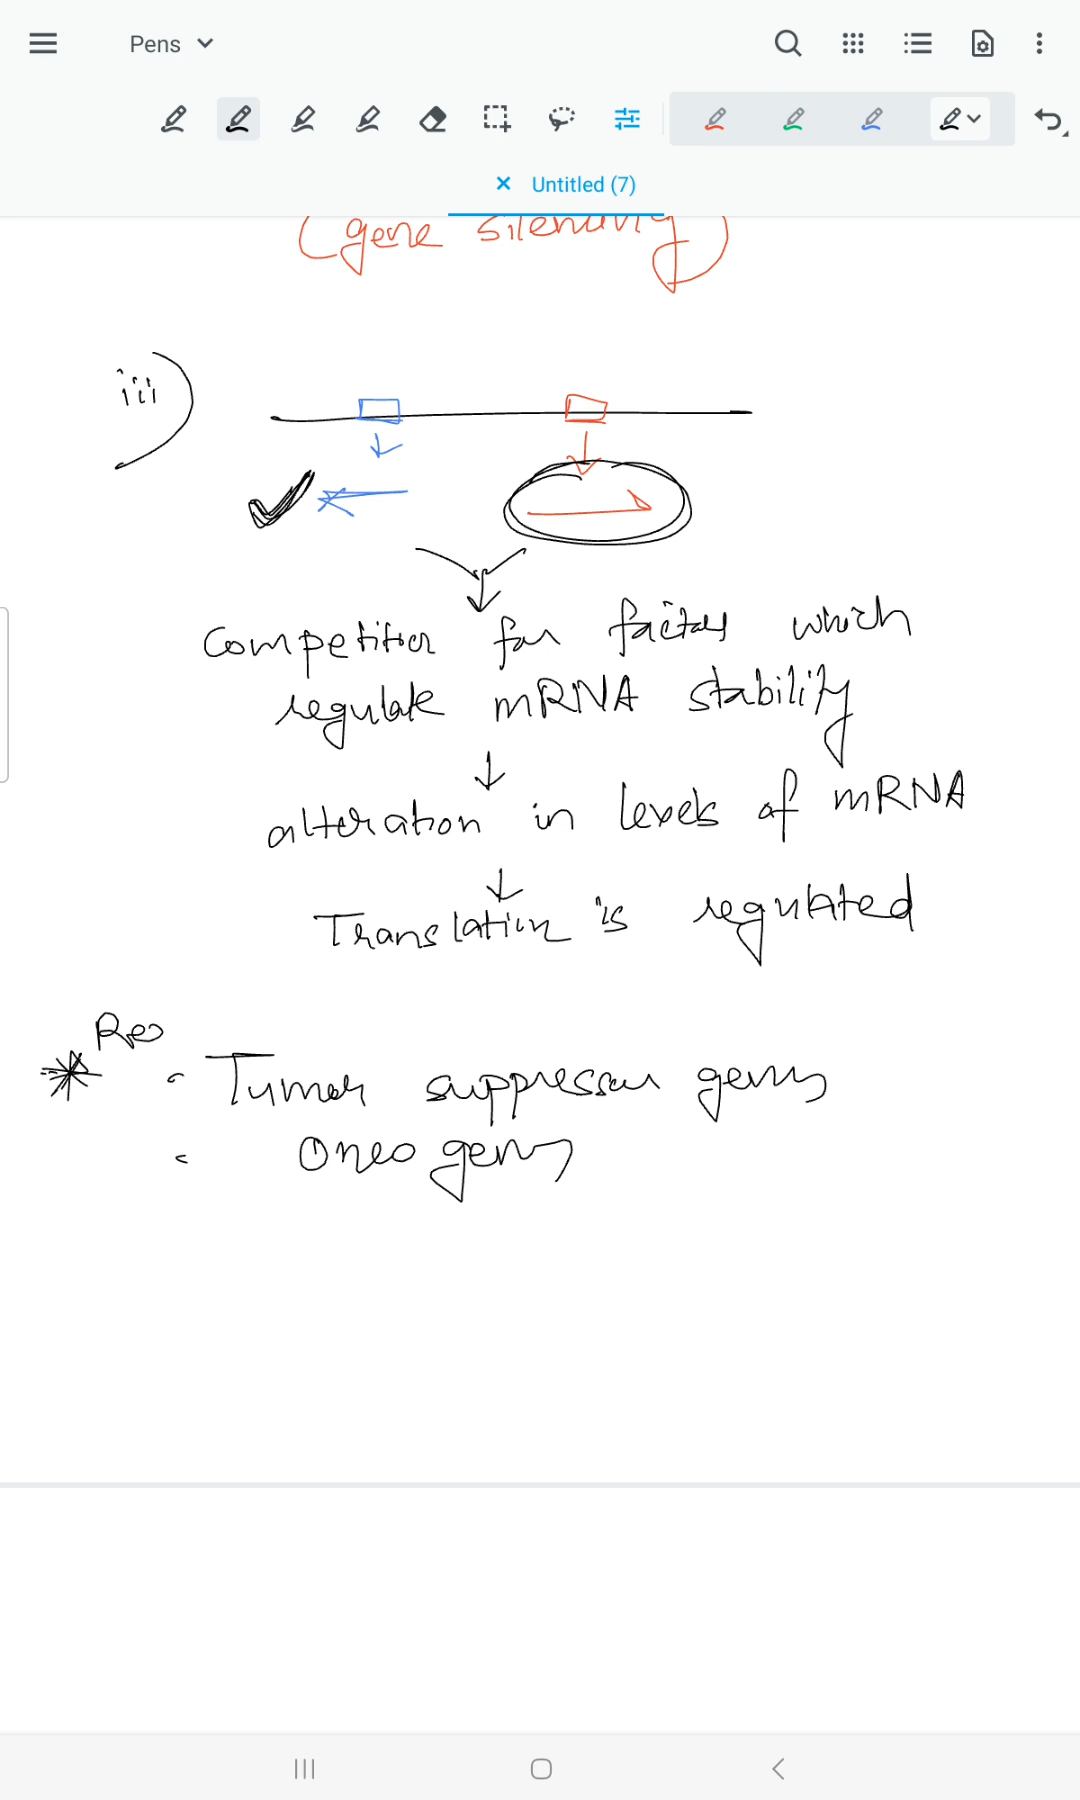 Pens
Untitled (7)
(gene silencing)
iii)
Competition for factors which
regulate mRNA stability
alteration in levels of mRNA
Translation is regulated
Res
Tumor suppressor genes
Oncogenes